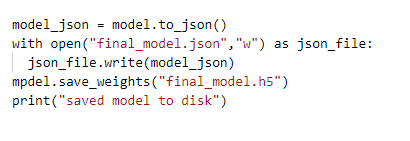 model_json = model.to_json()
with open("final_model.json","w") as json_file:
  json_file.write(model_json)
mpdel.save_weights("final_model.h5")
print("saved model to disk")